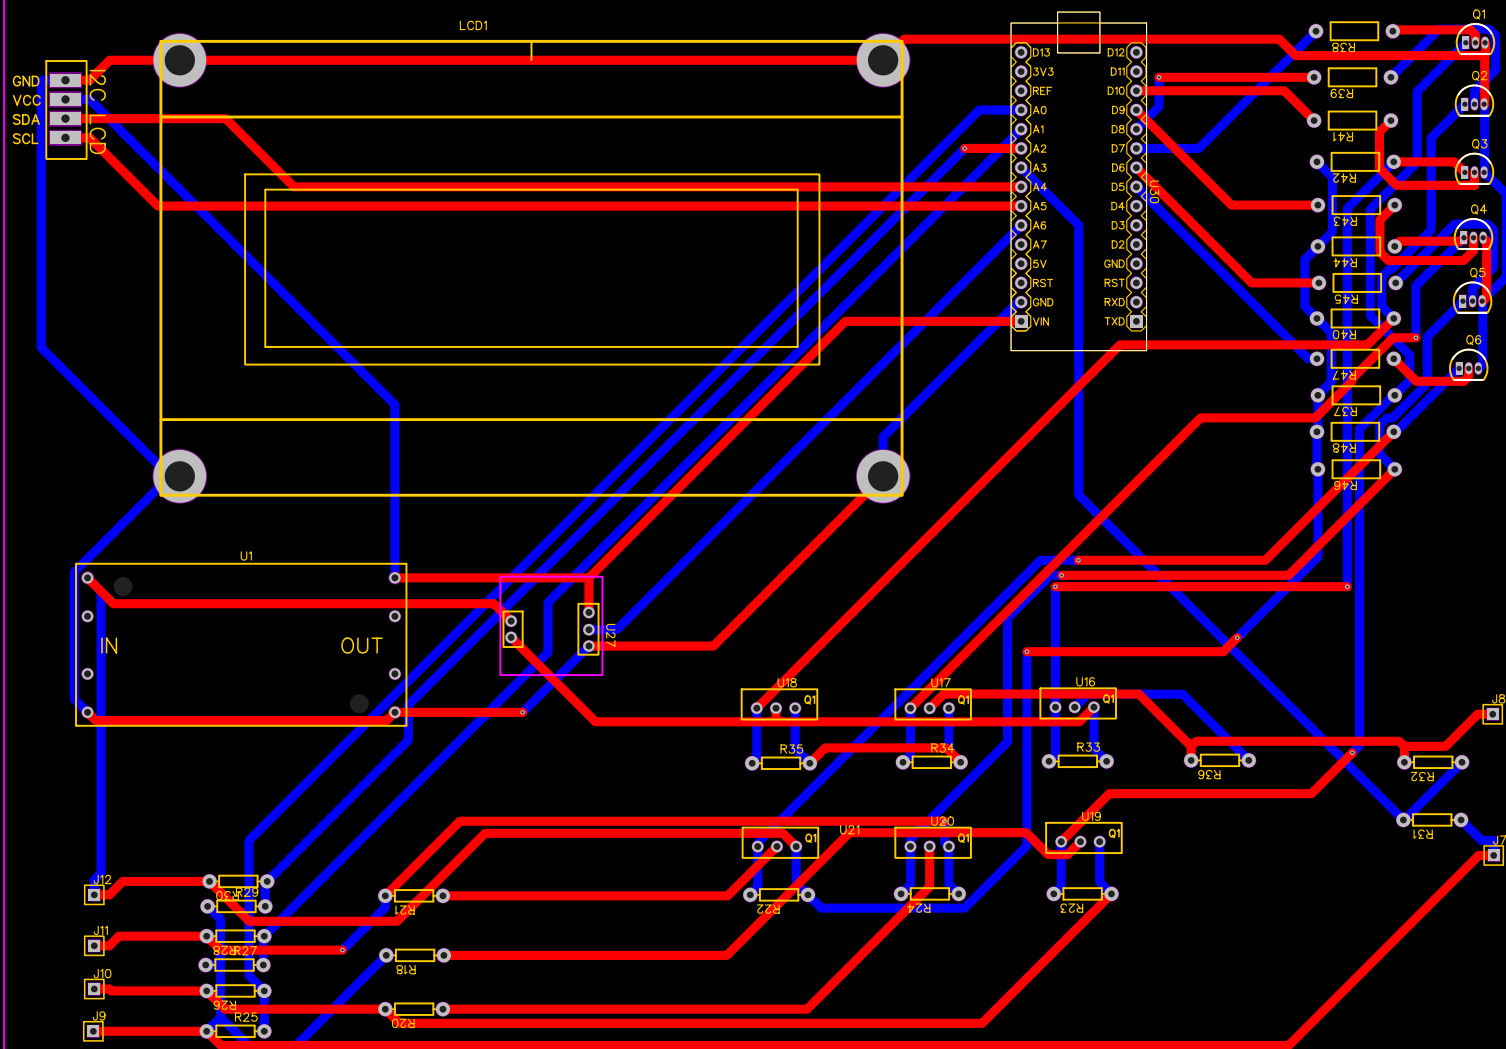 LCD1
GND
VCC
SDA
SCL
I2C LCD
D13
3V3
REF
A0
A1
A2
A3
A4
A5
A6
A7
5V
RST
GND
VIN
D12
D11
D10
D9
D8
D7
D6
D5
D4
D3
D2
GND
RST
RXD
TXD
U30
R38
R39
R41
R42
R43
R44
R45
R40
R47
R37
R48
R46
Q1
Q2
Q3
Q4
Q5
Q6
U1
IN
OUT
U27
U18
Q1
U17
Q1
U16
Q1
R35
R34
R33
R36
R32
J8
R31
J7
Q1
U21
U20
Q1
U19
Q1
R22
R24
R23
J12
R30
R29
R21
J11
R28
R27
R18
J10
R26
R20
J9
R25